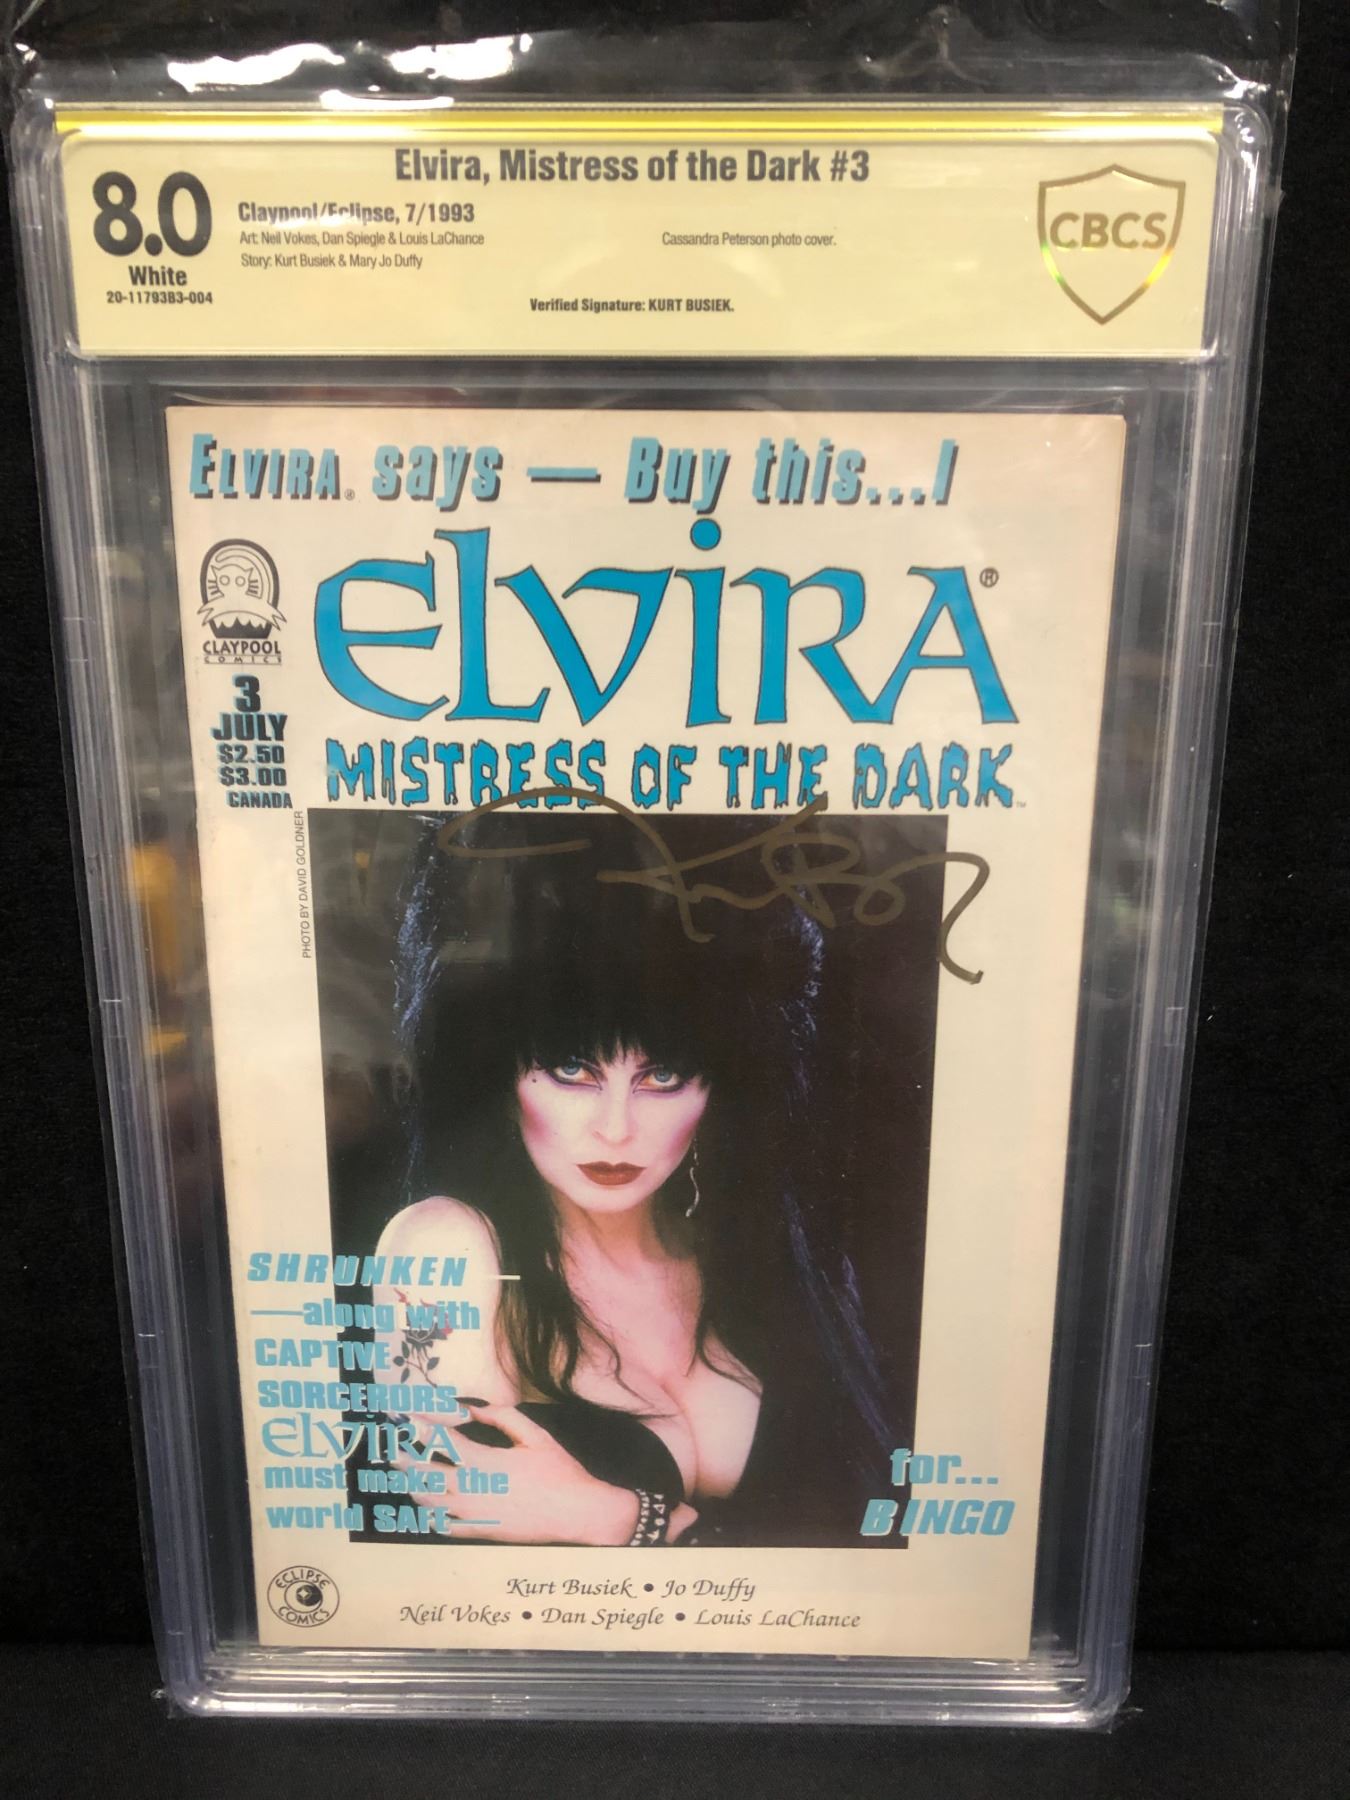 Elvira, Mistress of the Dark #3
8.0
White
20-11793B3-004
Claypool/Eclipse, 7/1993
Art: Neil Vokes, Dan Spiegle & Louis LaChance
Story: Kurt Busiek & Mary Jo Duffy
Cassandra Peterson photo cover.
Verified Signature: KURT BUSIEK.
CBCS
ELVIRA® says — Buy this...!
CLAYPOOL
COMICS
ELVIRA®
MISTRESS OF THE DARK™
3
JULY
$2.50
$3.00
CANADA
PHOTO BY DAVID GOLDNER
SHRUNKEN —
—along with
CAPTIVE
SORCERORS,
ELVIRA
must make the
world SAFE—
for...
BINGO
ECLIPSE
COMICS
Kurt Busiek • Jo Duffy
Neil Vokes • Dan Spiegle • Louis LaChance